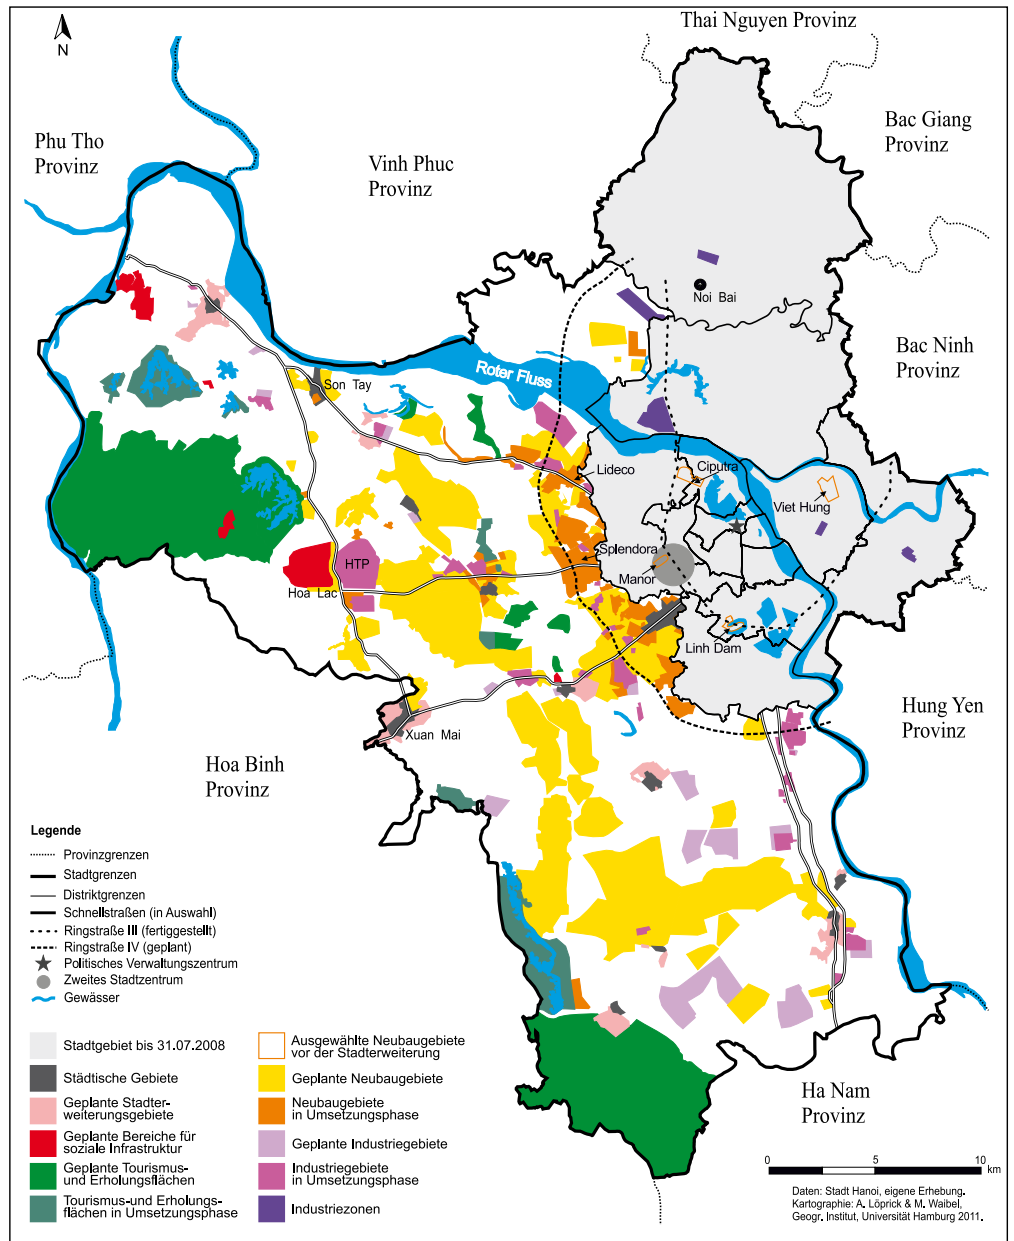 Thai Nguyen Provinz
N
Bac Giang
Provinz
Phu Tho
Provinz
Vinh Phuc
Provinz
Noi Bai
Bac Ninh
Provinz
Roter Fluss
Son Tay
Lideco
Ciputra
Viet Hung
Splendora
HTP
Manor
Hoa Lac
Linh Dam
Hung Yen
Provinz
Xuan Mai
Hoa Binh
Provinz
Legende
Provinzgrenzen
Stadtgrenzen
Distriktgrenzen
Schnellstraßen (in Auswahl)
Ringstraße III (fertiggestellt)
Ringstraße IV (geplant)
Politisches Verwaltungszentrum
Zweites Stadtzentrum
Gewässer
Stadtgebiet bis 31.07.2008
Städtische Gebiete
Geplante Stadter-
weiterungsgebiete
Geplante Bereiche für
soziale Infrastruktur
Geplante Tourismus-
und Erholungsflächen
Tourismus-und Erholungs-
flächen in Umsetzungsphase
Ausgewählte Neubaugebiete
vor der Stadterweiterung
Geplante Neubaugebiete
Neubaugebiete
in Umsetzungsphase
Geplante Industriegebiete
Industriegebiete
in Umsetzungsphase
Industriezonen
Ha Nam
Provinz
0 5 10
km
Daten: Stadt Hanoi, eigene Erhebung.
Kartographie: A. Löprick & M. Waibel,
Geogr. Institut, Universität Hamburg 2011.